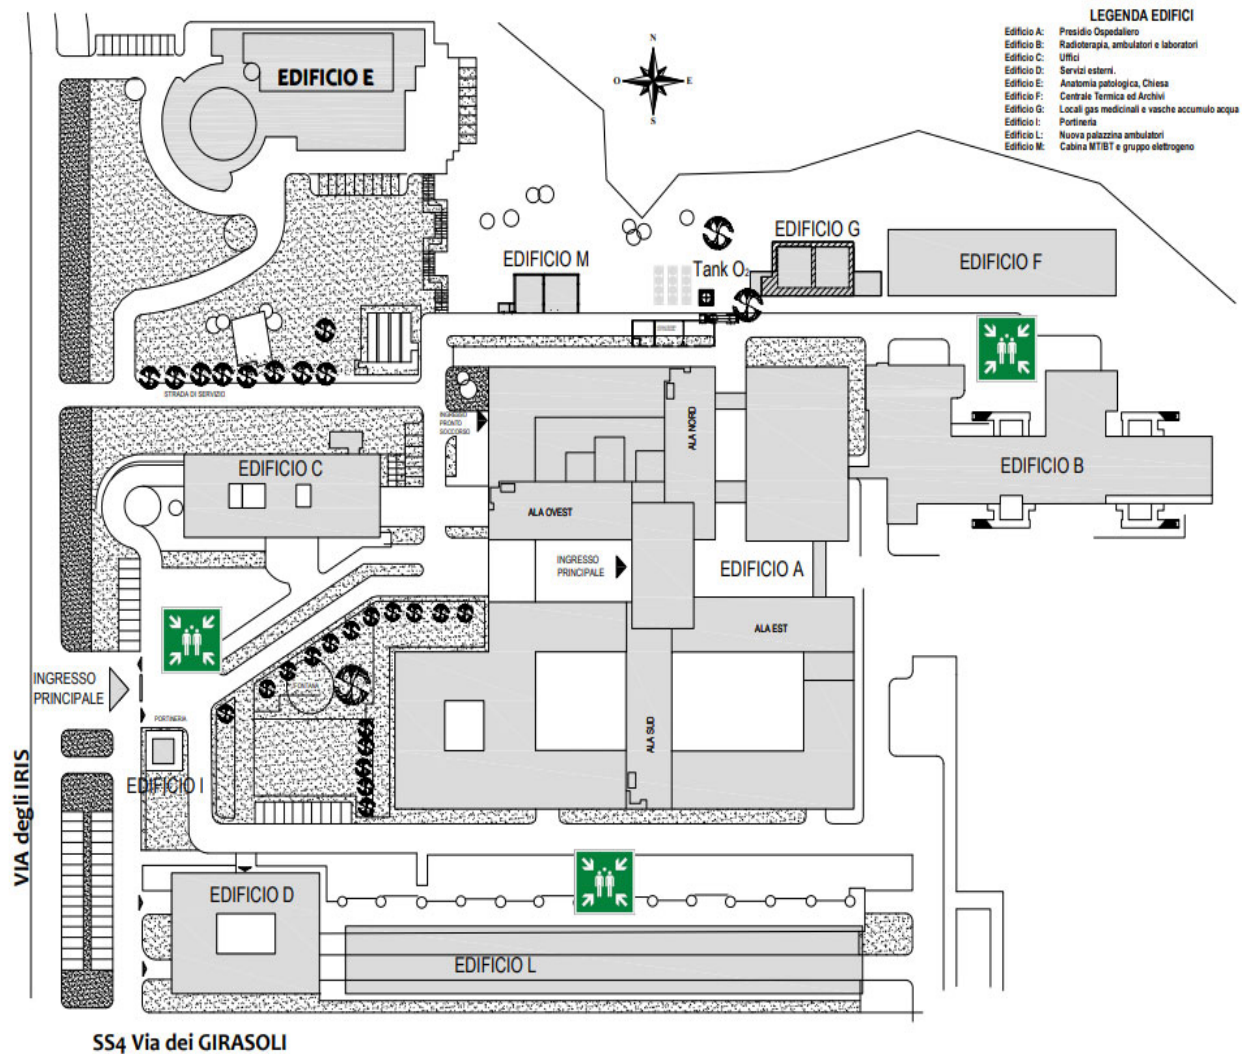 LEGENDA EDIFICI
Edificio A: Presidio Ospedaliero
Edificio B: Radioterapia, ambulatori e laboratori
Edificio C: Uffici
Edificio D: Servizi esterni.
Edificio E: Anatomia patologica, Chiesa
Edificio F: Centrale Termica ed Archivi
Edificio G: Locali gas medicinali e vasche accumulo acqua
Edificio I: Portineria
Edificio L: Nuova palazzina ambulatori
Edificio M: Cabina MT/BT e gruppo elettrogeno
N
O
E
S
EDIFICIO E
EDIFICIO G
EDIFICIO M
Tank O2
EDIFICIO F
STRADA DI SERVIZIO
INGRESSO
PRONTO
SOCCORSO
ALA NORD
EDIFICIO C
EDIFICIO B
ALA OVEST
INGRESSO
PRINCIPALE
EDIFICIO A
ALA EST
INGRESSO
PRINCIPALE
FONTANA
PORTINERIA
ALA SUD
EDIFICIO I
VIA degli IRIS
EDIFICIO D
EDIFICIO L
SS4 Via dei GIRASOLI